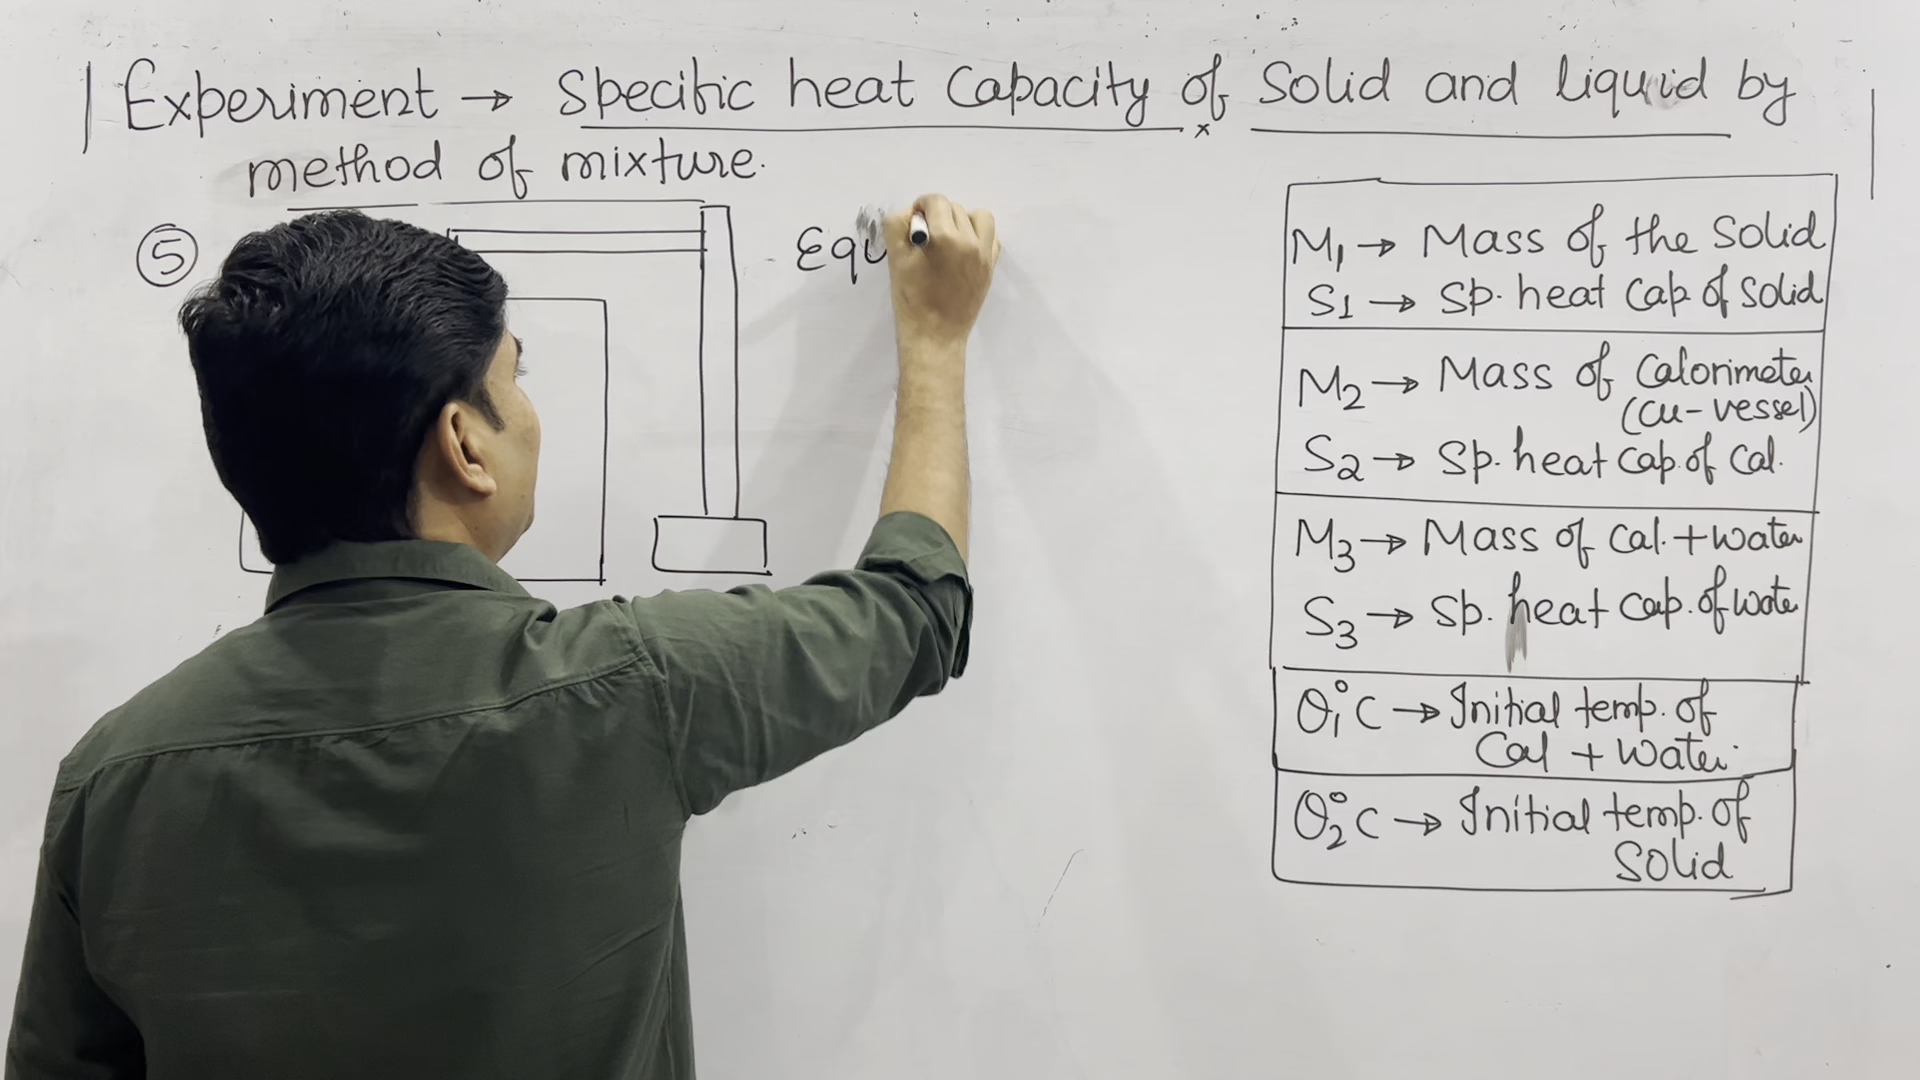 Experiment → Specific heat Capacity of Solid and liquid by
method of mixture.
5
Equ
M1 → Mass of the Solid
S1 → Sp. heat Cap. of Solid
M2 → Mass of Calorimeter
(Cu-vessel)
S2 → Sp. heat Cap. of Cal.
M3 → Mass of Cal. + Water
S3 → Sp. heat Cap. of Water
θ1°C → Initial temp. of
Cal + Water.
θ2°C → Initial temp. of
Solid